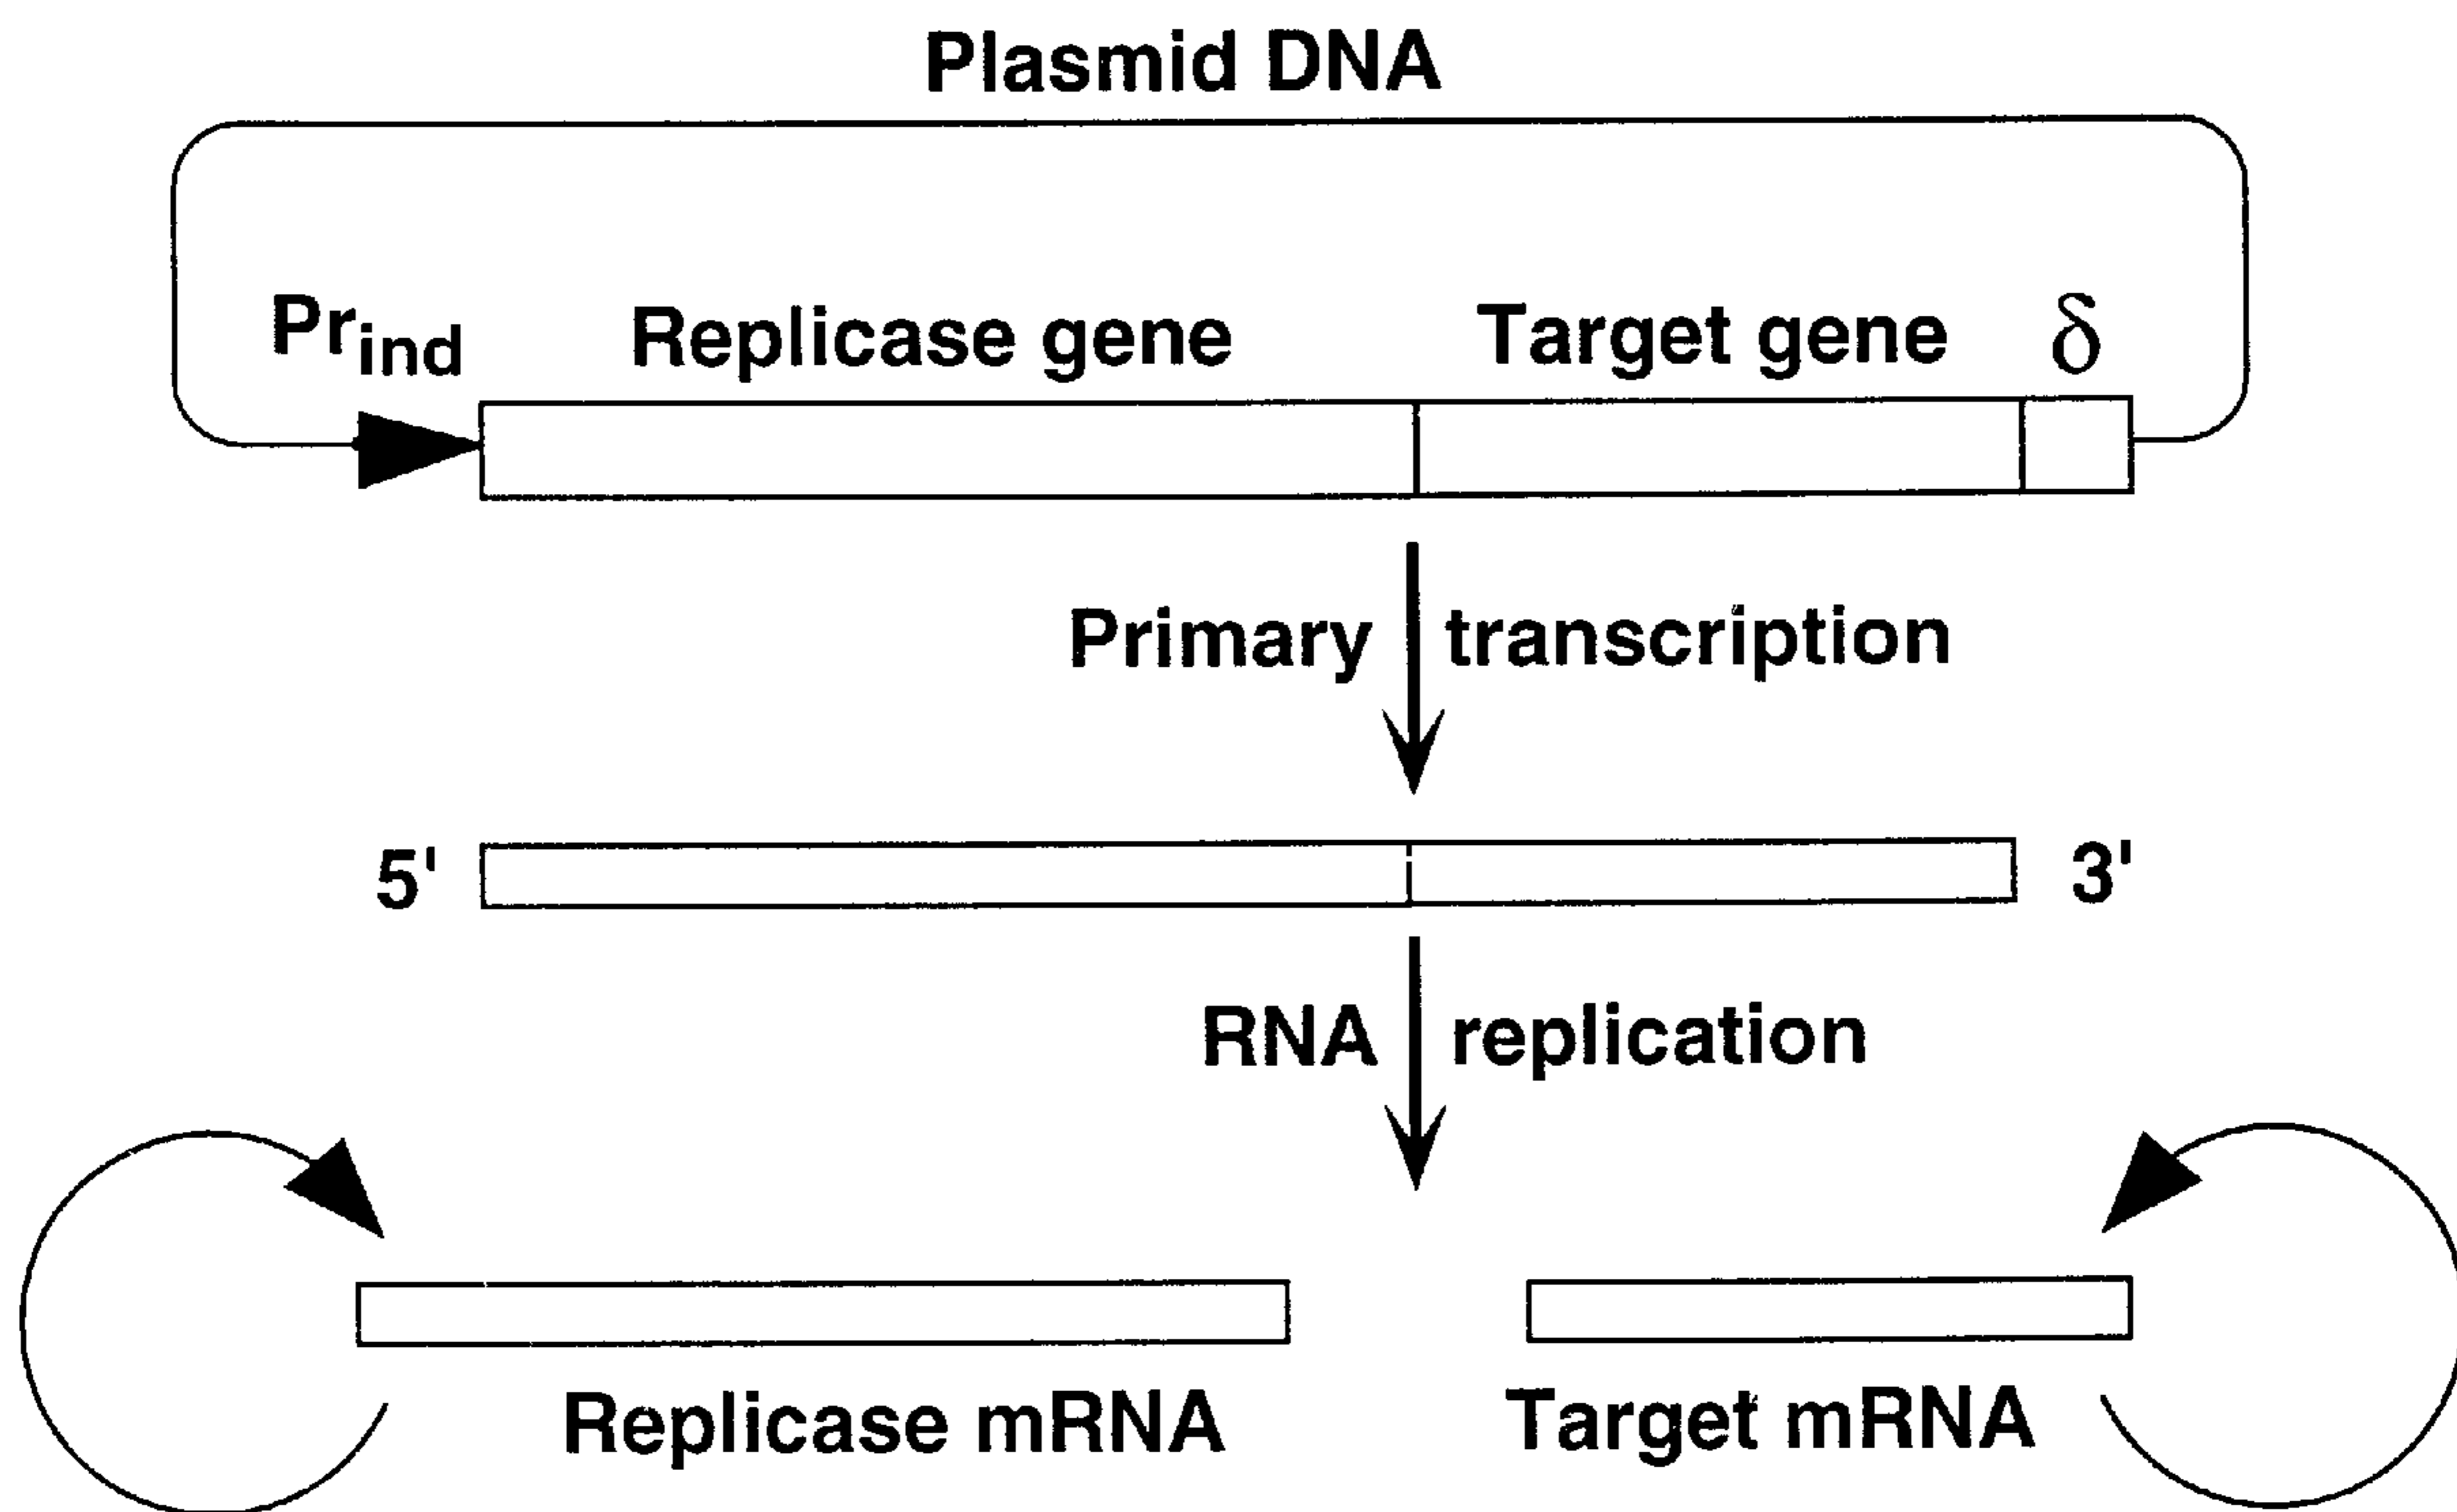 Plasmid DNA
Pr_ind Replicase gene Target gene δ
Primary transcription
5' 3'
RNA replication
Replicase mRNA Target mRNA